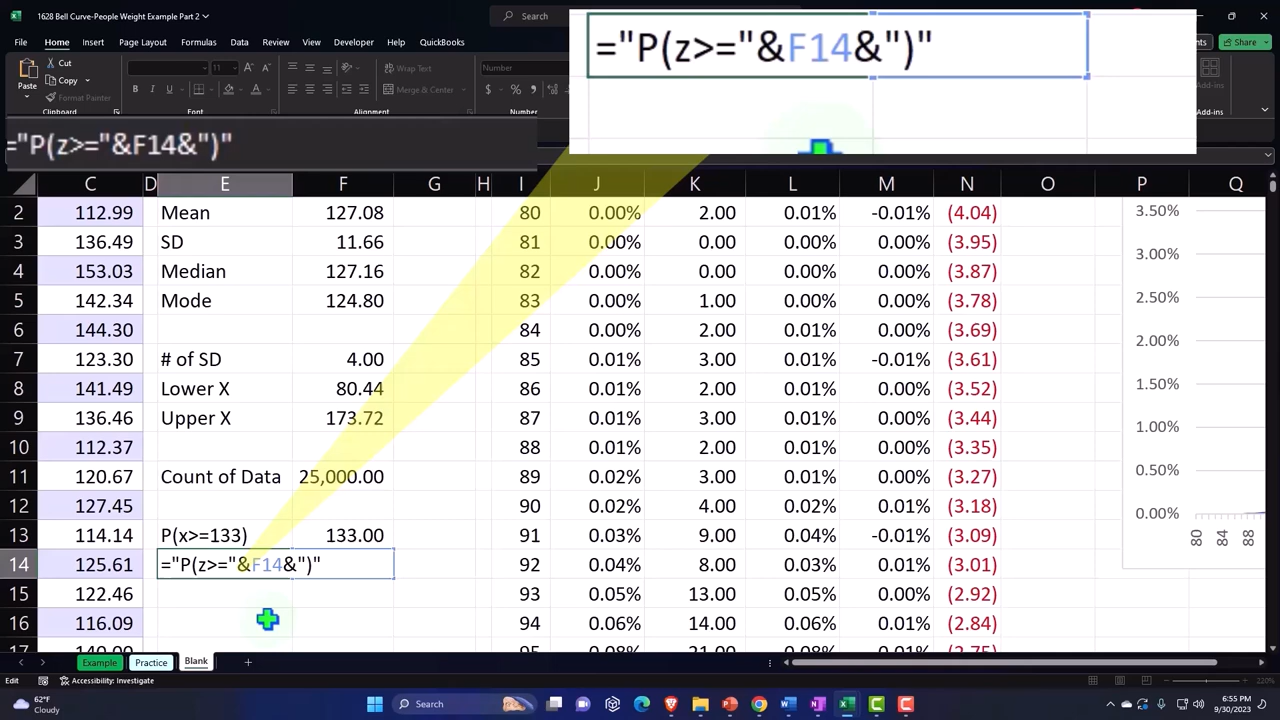 1628 Bell Curve-People Weight Example Part 2
Search
File Home Insert Page Layout Formulas Data Review View Help QuickBooks
Share
Paste
Format Painter
Clipboard
Wrap Text
Merge & Center
Alignment
Number
Font
Add-ins
="P(z>="&F14&")"
="P(z>="&F14&")"
C D E F G H I J K L M N O P Q
2 112.99 Mean 127.08 80 0.00% 2.00 0.01% -0.01% (4.04) 3.50%
3 136.49 SD 11.66 81 0.00% 0.00 0.00% 0.00% (3.95) 3.00%
4 153.03 Median 127.16 82 0.00% 0.00 0.00% 0.00% (3.87)
5 142.34 Mode 124.80 83 0.00% 1.00 0.00% 0.00% (3.78) 2.50%
6 144.30 84 0.00% 2.00 0.01% 0.00% (3.69) 2.00%
7 123.30 # of SD 4.00 85 0.01% 3.00 0.01% -0.01% (3.61)
8 141.49 Lower X 80.44 86 0.01% 2.00 0.01% 0.00% (3.52) 1.50%
9 136.46 Upper X 173.72 87 0.01% 3.00 0.01% 0.00% (3.44) 1.00%
10 112.37 88 0.01% 2.00 0.01% 0.00% (3.35)
11 120.67 Count of Data 25,000.00 89 0.02% 3.00 0.01% 0.00% (3.27) 0.50%
12 127.45 90 0.02% 4.00 0.02% 0.01% (3.18) 0.00%
13 114.14 P(x>=133) 133.00 91 0.03% 9.00 0.04% -0.01% (3.09) 80 84 88
14 125.61 ="P(z>="&F14&")" 92 0.04% 8.00 0.03% 0.01% (3.01)
15 122.46 93 0.05% 13.00 0.05% 0.00% (2.92)
16 116.09 94 0.06% 14.00 0.06% 0.01% (2.84)
17 140.00 95 0.08% 21.00 0.08% 0.01% (2.75)
Example Practice Blank
Edit Accessibility: Investigate 220%
62°F
Cloudy
Search
6:55 PM
9/30/2023